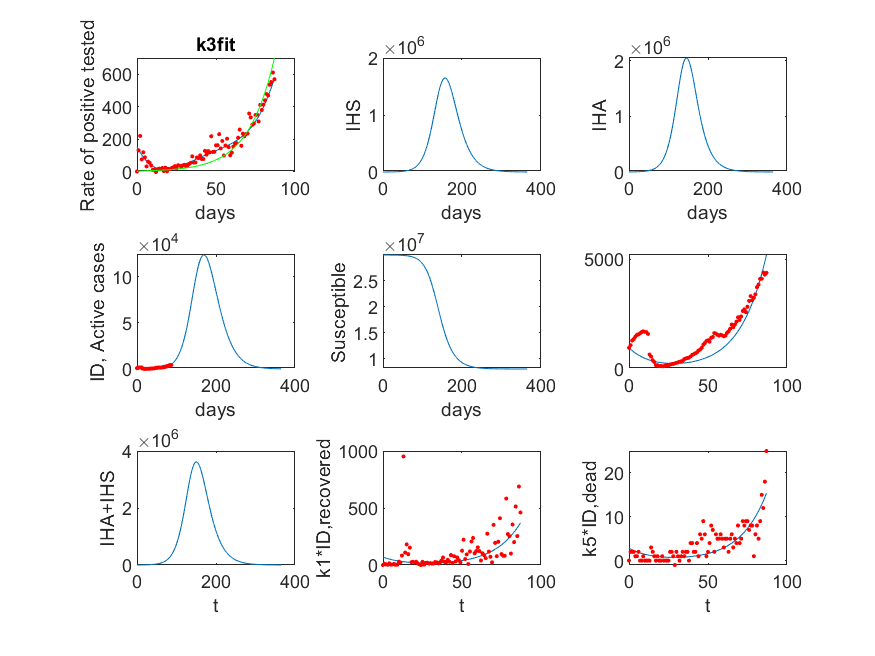 k3fit
Rate of positive tested
600
400
200
0
0 50 100
days
×10^6
IHS
2
1
0
0 200 400
days
×10^6
IHA
2
1
0
0 200 400
days
×10^4
ID, Active cases
10
5
0
0 200 400
days
×10^7
Susceptible
2.5
2
1.5
1
0 200 400
days
5000
0
0 50 100
×10^6
IHA+IHS
4
2
0
0 200 400
t
k1*ID,recovered
1000
500
0
0 50 100
t
k5*ID,dead
20
10
0
0 50 100
t